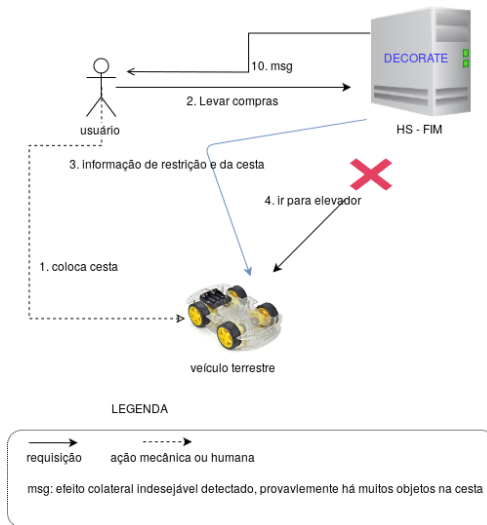 DECORATE
10. msg
2. Levar compras
usuário
HS - FIM
3. informação de restrição e da cesta
4. ir para elevador
1. coloca cesta
veículo terrestre
LEGENDA
requisição
ação mecânica ou humana
msg: efeito colateral indesejável detectado, provavlemente há muitos objetos na cesta